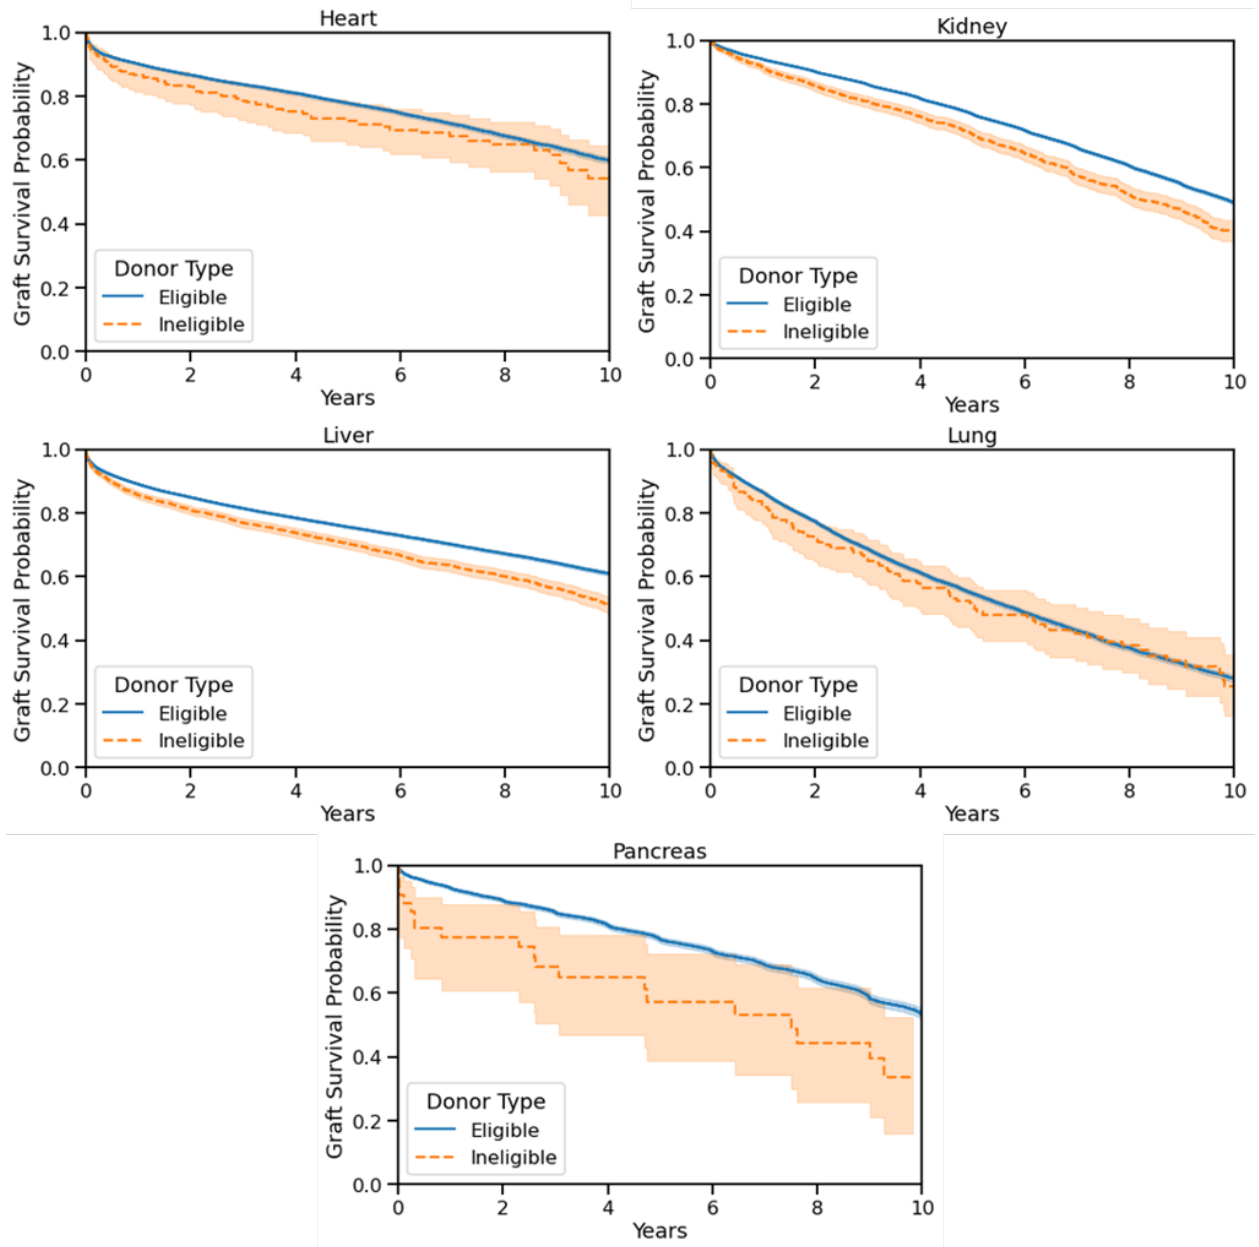 Heart
Graft Survival Probability
1.0
0.8
0.6
0.4
0.2
0.0
Donor Type
Eligible
Ineligible
0 2 4 6 8 10
Years
Kidney
Graft Survival Probability
1.0
0.8
0.6
0.4
0.2
0.0
Donor Type
Eligible
Ineligible
0 2 4 6 8 10
Years
Liver
Graft Survival Probability
1.0
0.8
0.6
0.4
0.2
0.0
Donor Type
Eligible
Ineligible
0 2 4 6 8 10
Years
Lung
Graft Survival Probability
1.0
0.8
0.6
0.4
0.2
0.0
Donor Type
Eligible
Ineligible
0 2 4 6 8 10
Years
Pancreas
Graft Survival Probability
1.0
0.8
0.6
0.4
0.2
0.0
Donor Type
Eligible
Ineligible
0 2 4 6 8 10
Years